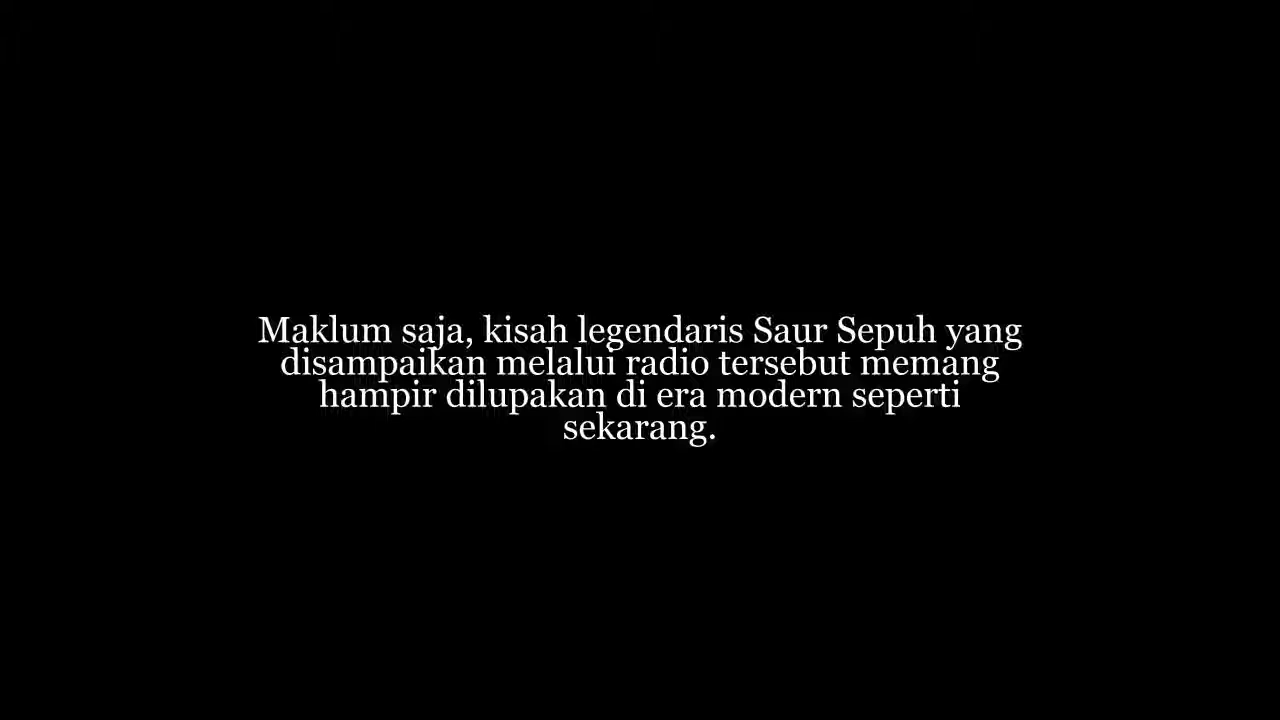 Maklum saja, kisah legendaris Saur Sepuh yang
disampaikan melalui radio tersebut memang
hampir dilupakan di era modern seperti
sekarang.